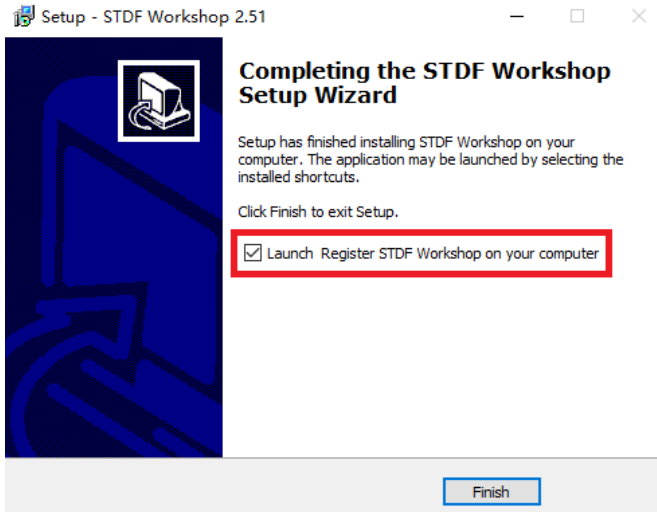 Setup - STDF Workshop 2.51
Completing the STDF Workshop
Setup Wizard
Setup has finished installing STDF Workshop on your
computer. The application may be launched by selecting the
installed shortcuts.
Click Finish to exit Setup.
Launch Register STDF Workshop on your computer
Finish